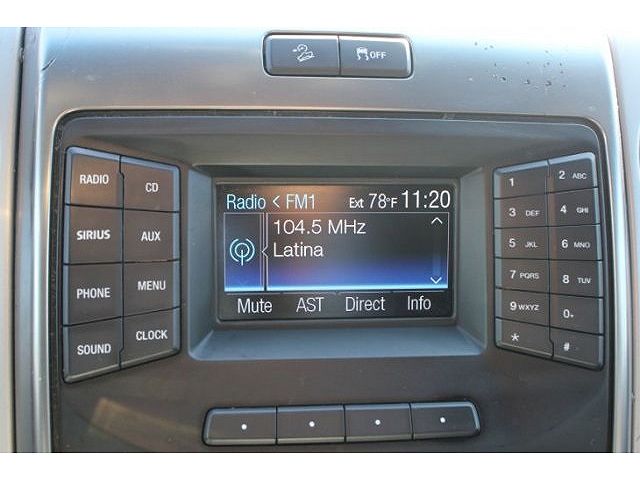 OFF
RADIO
CD
SIRIUS
AUX
PHONE
MENU
SOUND
CLOCK
Radio < FM1 Ext 78°F 11:20
104.5 MHz
Latina
Mute AST Direct Info
1
2 ABC
3 DEF
4 GHI
5 JKL
6 MNO
7 PQRS
8 TUV
9 WXYZ
0+
*
#